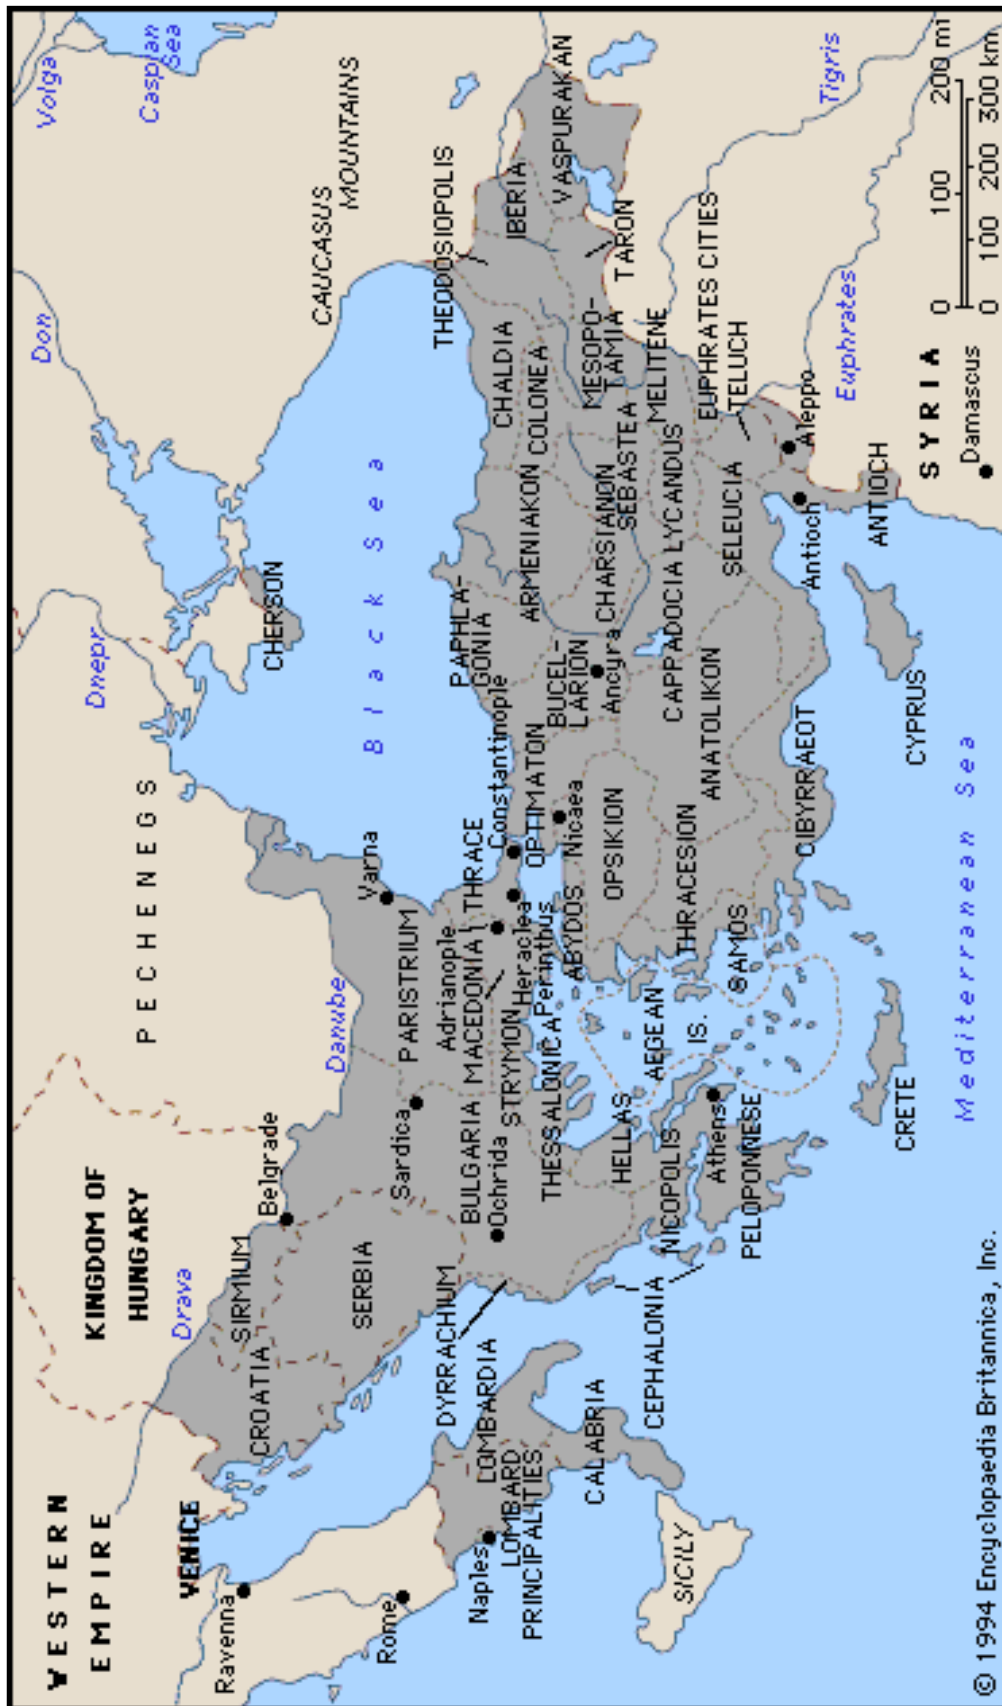 WESTERN
EMPIRE
KINGDOM OF
HUNGARY
PECHENEGS
Volga
Caspian
Sea
Don
Dnepr
CAUCASUS
MOUNTAINS
Drava
VENICE
Ravenna
CROATIA
SIRMIUM
Belgrade
Danube
CHERSON
Black Sea
SERBIA
Sardica
PARISTRIUM
Varna
Rome
DYRRACHIUM
BULGARIA
MACEDONIA
Adrianople
THRACE
Constantinople
PAPHLA-
GONIA
THEODOSIOPOLIS
Naples
LOMBARDIA
LOMBARD
PRINCIPALITIES
Ochrida
STRYMON
Heraclea
Perinthus
OPTIMATON
ARMENIAKON
CHALDIA
COLONEA
IBERIA
VASPURAKAN
THESSALONICA
ABYDOS
Nicaea
BUCEL-
LARION
Ancyra
CHARSIANON
SEBASTEA
MESOPO-
TAMIA
TARON
CALABRIA
CEPHALONIA
NICOPOLIS
HELLAS
AEGEAN
IS.
OPSIKION
THRACESION
CAPPADOCIA
LYCANDUS
MELITENE
EUPHRATES CITIES
TELUCH
SICILY
PELOPONNESE
Athens
SAMOS
ANATOLIKON
CIBYRRAEOT
SELEUCIA
Antioch
Aleppo
ANTIOCH
Tigris
Euphrates
CRETE
CYPRUS
SYRIA
Damascus
Mediterranean Sea
0 100 200 mi
0 100 200 300 km
© 1994 Encyclopaedia Britannica, Inc.